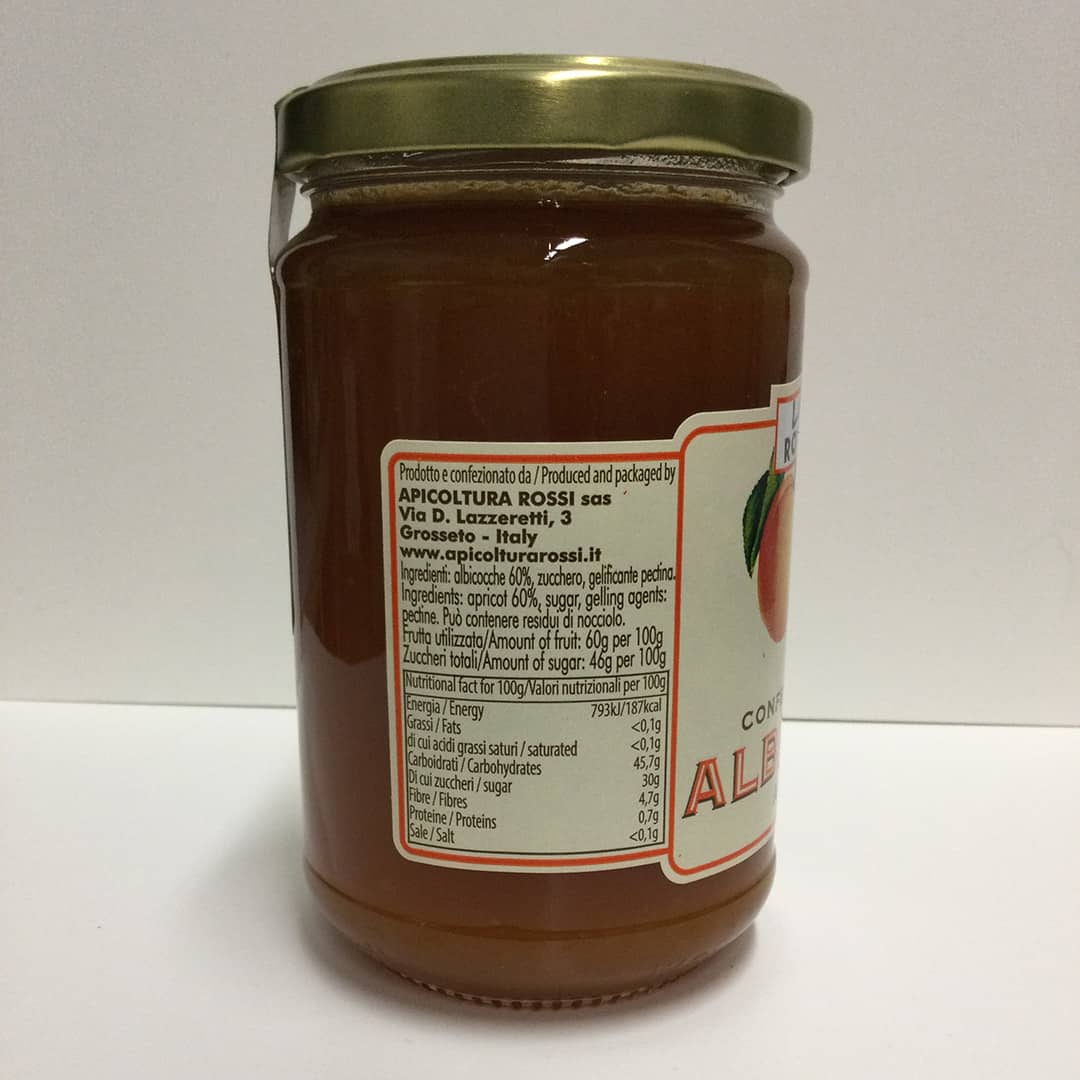 Prodotto e confezionato da / Produced and packaged by
APICOLTURA ROSSI sas
Via D. Lazzeretti, 3
Grosseto - Italy
www.apicolturarossi.it
Ingredienti: albicocche 60%, zucchero, gelificante pectina.
Ingredients: apricot 60%, sugar, gelling agents:
pectine. Può contenere residui di nocciolo.
Frutta utilizzata/Amount of fruit: 60g per 100g
Zuccheri totali/Amount of sugar: 46g per 100g
Nutritional fact for 100g/Valori nutrizionali per 100g
Energia / Energy 793kJ/187kcal
Grassi / Fats <0,1g
di cui acidi grassi saturi / saturated <0,1g
Carboidrati / Carbohydrates 45,7g
Di cui zuccheri / sugar 30g
Fibre / Fibres 4,7g
Proteine / Proteins 0,7g
Sale / Salt <0,1g
CONF
ALB